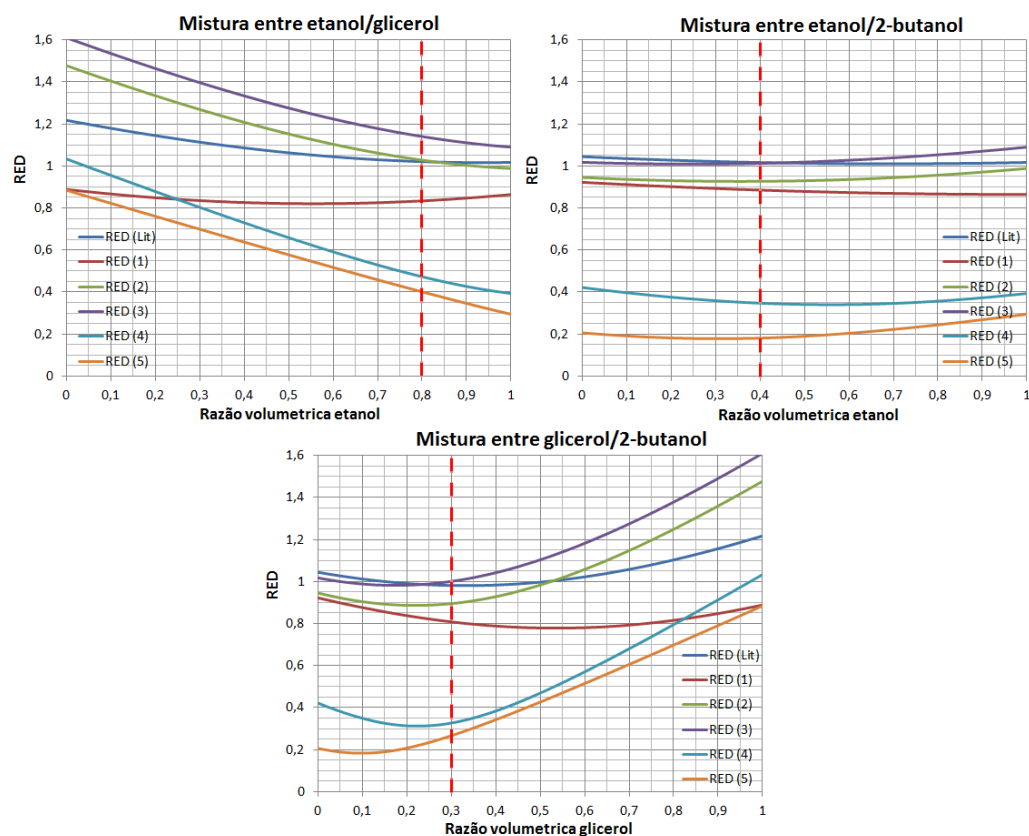 Mistura entre etanol/glicerol
1,6
1,4
1,2
1
0,8
0,6
0,4
0,2
0
RED
RED (Lit)
RED (1)
RED (2)
RED (3)
RED (4)
RED (5)
0 0,1 0,2 0,3 0,4 0,5 0,6 0,7 0,8 0,9 1
Razão volumetrica etanol
Mistura entre etanol/2-butanol
1,6
1,4
1,2
1
0,8
0,6
0,4
0,2
0
RED
RED (Lit)
RED (1)
RED (2)
RED (3)
RED (4)
RED (5)
0 0,1 0,2 0,3 0,4 0,5 0,6 0,7 0,8 0,9 1
Razão volumetrica etanol
Mistura entre glicerol/2-butanol
1,6
1,4
1,2
1
0,8
0,6
0,4
0,2
0
RED
RED (Lit)
RED (1)
RED (2)
RED (3)
RED (4)
RED (5)
0 0,1 0,2 0,3 0,4 0,5 0,6 0,7 0,8 0,9 1
Razão volumetrica glicerol